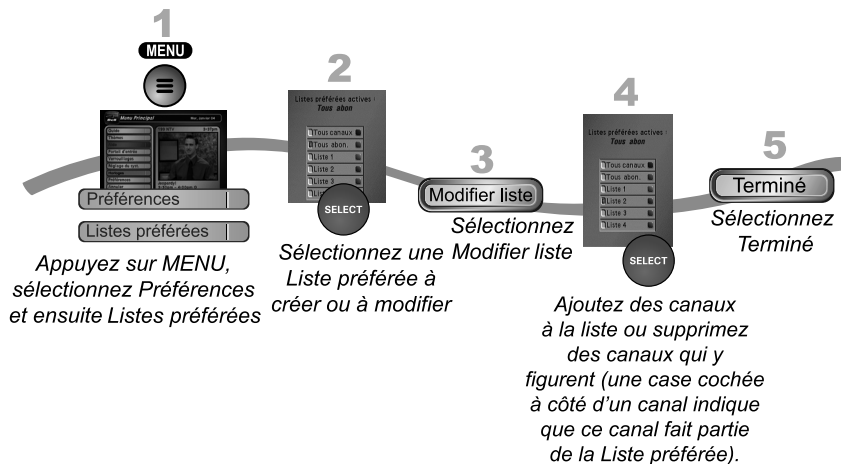 1
MENU
Menu Principal
Guide
Thèmes
Préférences
Listes préférées
Appuyez sur MENU,
sélectionnez Préférences
et ensuite Listes préférées
2
Listes préférées actives :
Tous abon
Tous canaux
Tous abon.
Liste 1
Liste 2
Liste 3
SELECT
Sélectionnez une
Liste préférée à
créer ou à modifier
3
Modifier liste
Sélectionnez
Modifier liste
4
Listes préférées actives :
Tous abon
Tous canaux
Tous abon.
Liste 1
Liste 2
Liste 3
Liste 4
SELECT
Ajoutez des canaux
à la liste ou supprimez
des canaux qui y
figurent (une case cochée
à côté d'un canal indique
que ce canal fait partie
de la Liste préférée).
5
Terminé
Sélectionnez
Terminé